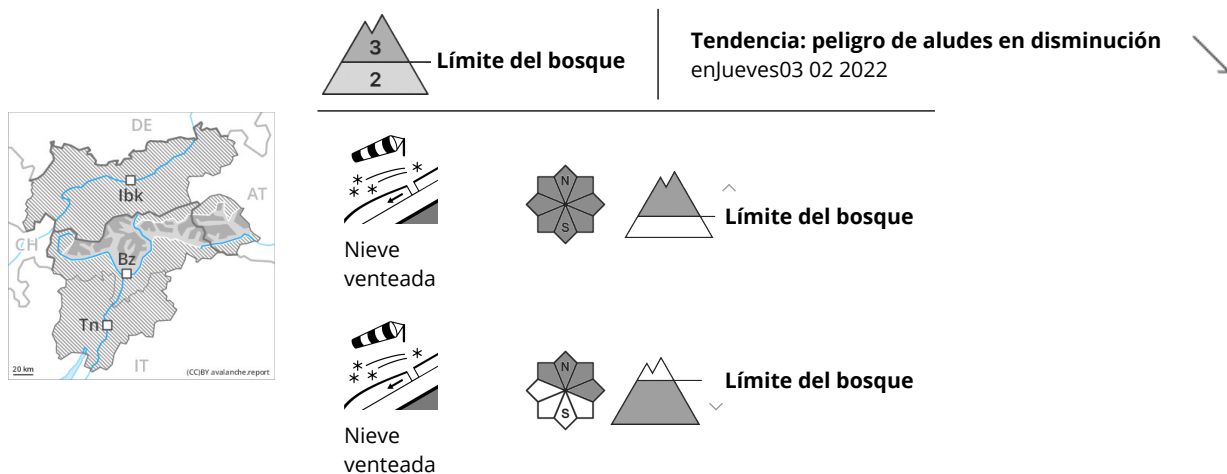 3
2
Límite del bosque
Tendencia: peligro de aludes en disminución
enJueves03 02 2022
DE
Ibk
AT
CH
Bz
Tn
IT
20 km
(CC)BY avalanche.report
Nieve
venteada
N
S
Límite del bosque
Nieve
venteada
N
S
Límite del bosque